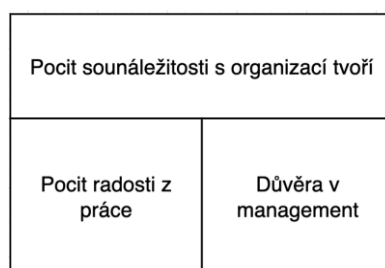 Pocit sounáležitosti s organizací tvoří
Pocit radosti z
práce
Důvěra v
management